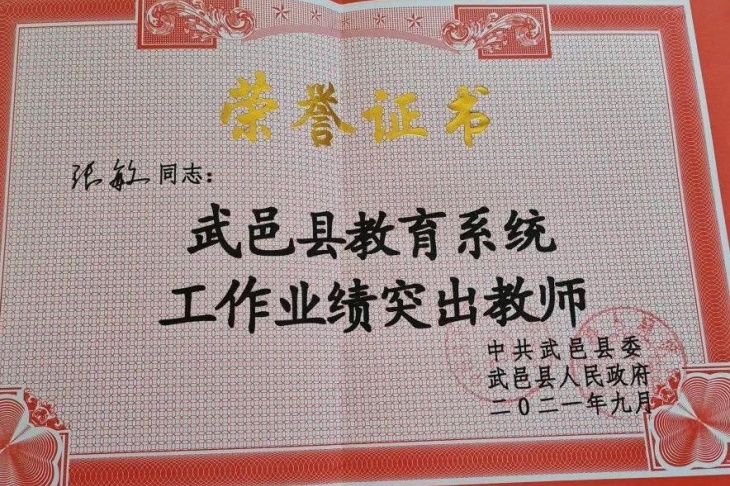 荣誉证书
张敏同志：
武邑县教育系统
工作业绩突出教师
中共武邑县委
武邑县人民政府
二〇二一年九月